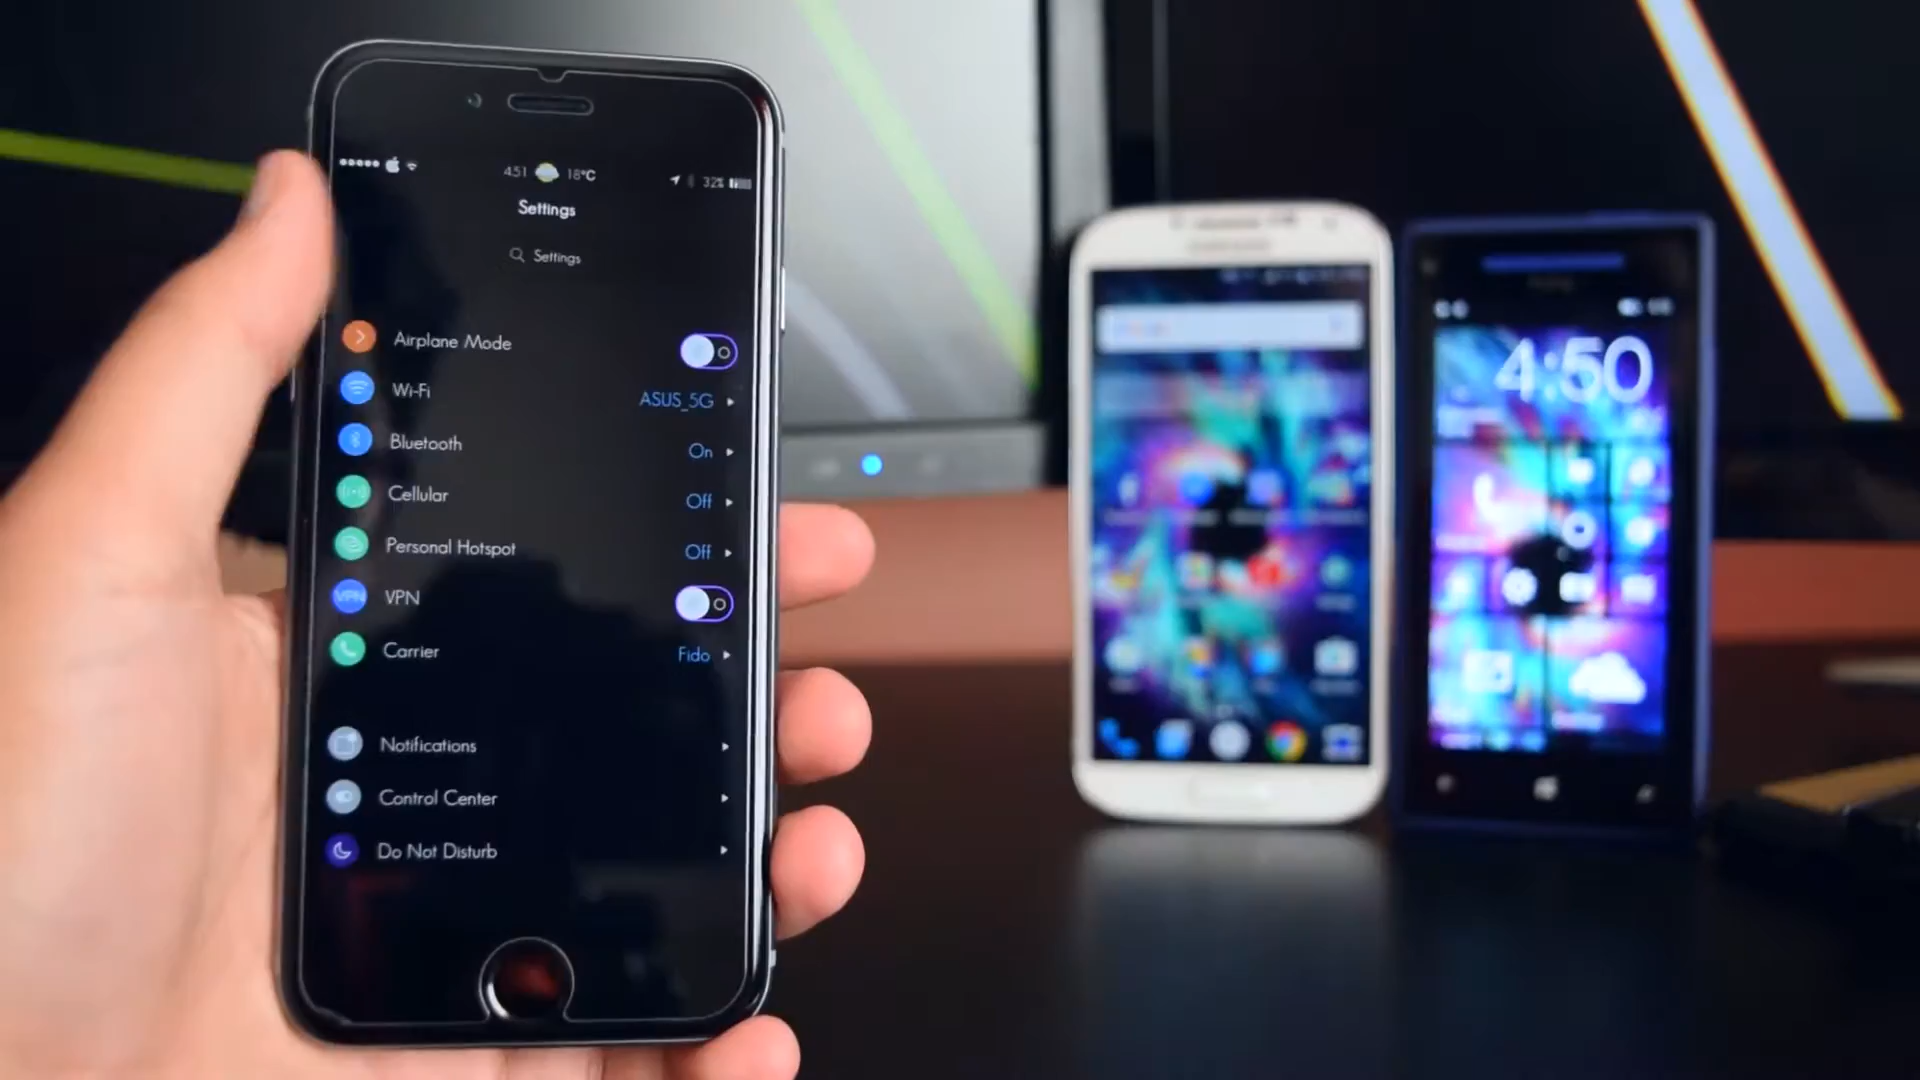 4:51 18°C 32%
Settings
Settings
Airplane Mode
Wi-Fi ASUS_5G
Bluetooth On
Cellular Off
Personal Hotspot Off
VPN VPN
Carrier Fido
Notifications
Control Center
Do Not Disturb
4:50